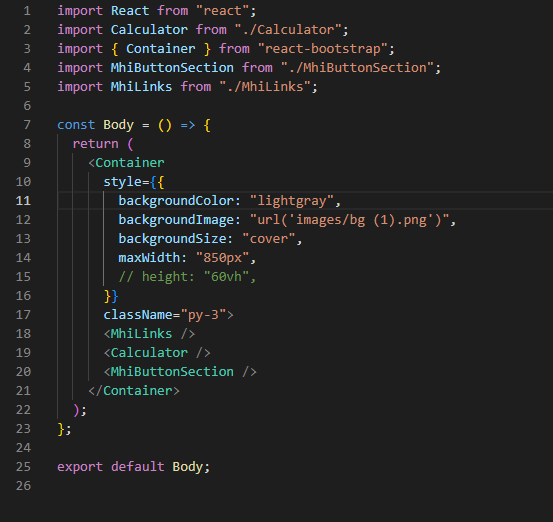 1 import React from "react";
2 import Calculator from "./Calculator";
3 import { Container } from "react-bootstrap";
4 import MhiButtonSection from "./MhiButtonSection";
5 import MhiLinks from "./MhiLinks";
6
7 const Body = () => {
8   return (
9     <Container
10       style={{
11         backgroundColor: "lightgray",
12         backgroundImage: "url('images/bg (1).png')",
13         backgroundSize: "cover",
14         maxWidth: "850px",
15         // height: "60vh",
16       }}
17       className="py-3">
18       <MhiLinks />
19       <Calculator />
20       <MhiButtonSection />
21     </Container>
22   );
23 };
24
25 export default Body;
26